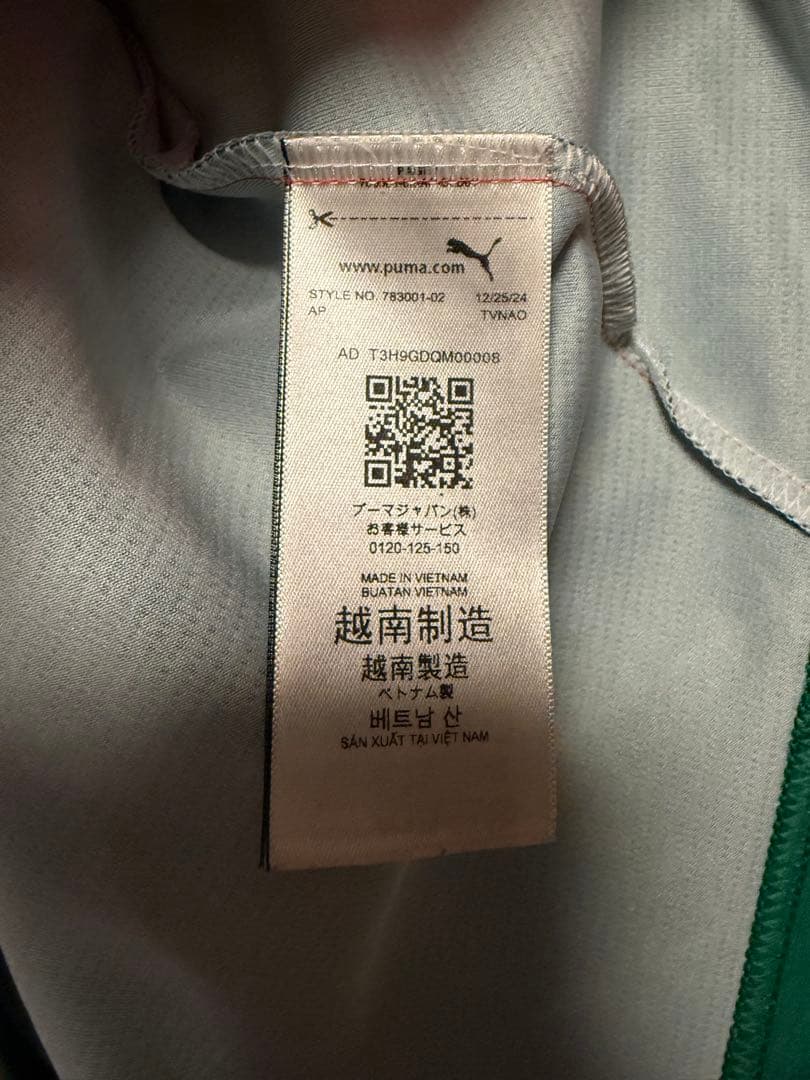 www.puma.com
STYLE NO. 783001-02 12/25/24
AP TVNAO
AD T3H9GDQM00008
プーマジャパン(株)
お客様サービス
0120-125-150
MADE IN VIETNAM
BUATAN VIETNAM
越南制造
越南製造
ベトナム製
베트남 산
SẢN XUẤT TẠI VIỆT NAM